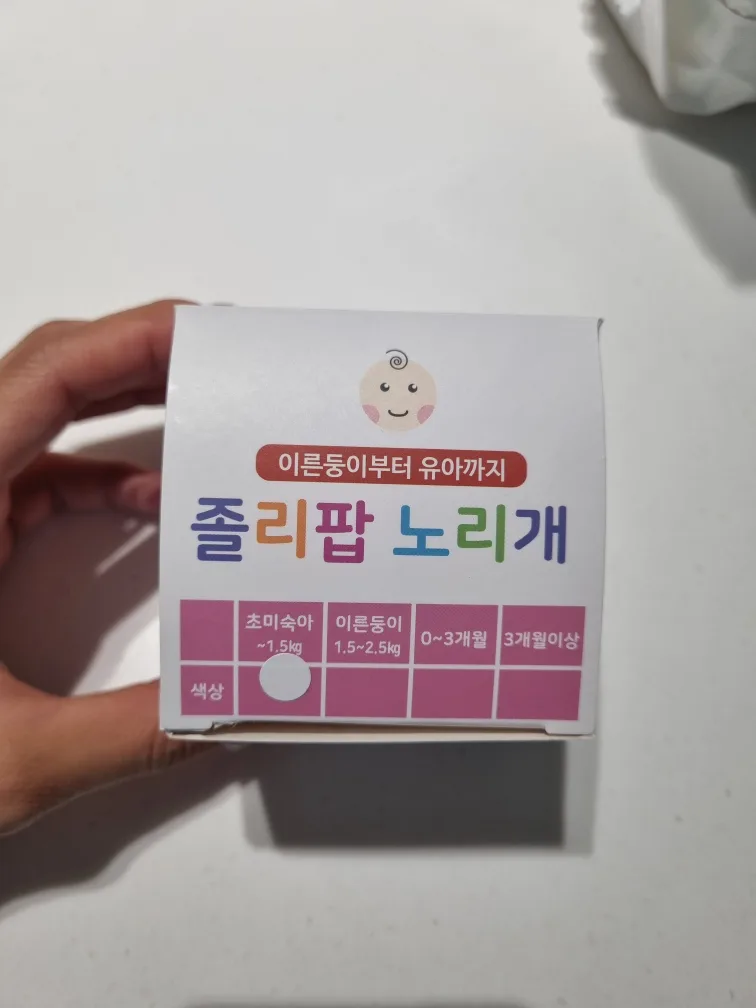 이른둥이부터 유아까지
졸리팝 노리개
초미숙아 이른둥이 0~3개월 3개월이상
~1.5kg 1.5~2.5kg
색상